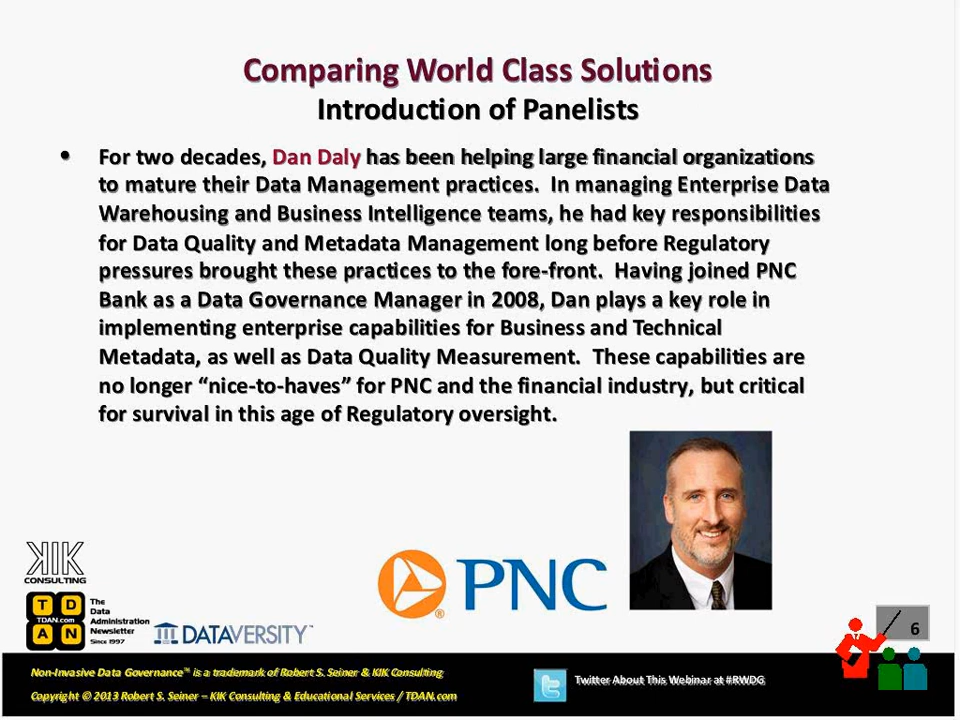 Comparing World Class Solutions
Introduction of Panelists
• For two decades, Dan Daly has been helping large financial organizations
to mature their Data Management practices.  In managing Enterprise Data
Warehousing and Business Intelligence teams, he had key responsibilities
for Data Quality and Metadata Management long before Regulatory
pressures brought these practices to the fore-front.  Having joined PNC
Bank as a Data Governance Manager in 2008, Dan plays a key role in
implementing enterprise capabilities for Business and Technical
Metadata, as well as Data Quality Measurement.  These capabilities are
no longer “nice-to-haves” for PNC and the financial industry, but critical
for survival in this age of Regulatory oversight.
KIK
CONSULTING
PNC
®
T D
TDAN.com
A N
The
Data
Administration
Newsletter
Since 1997
DATAVERSITY™
6
Non-Invasive Data Governance™ is a trademark of Robert S. Seiner & KIK Consulting
Copyright © 2013 Robert S. Seiner – KIK Consulting & Educational Services / TDAN.com
Twitter About This Webinar at #RWDG